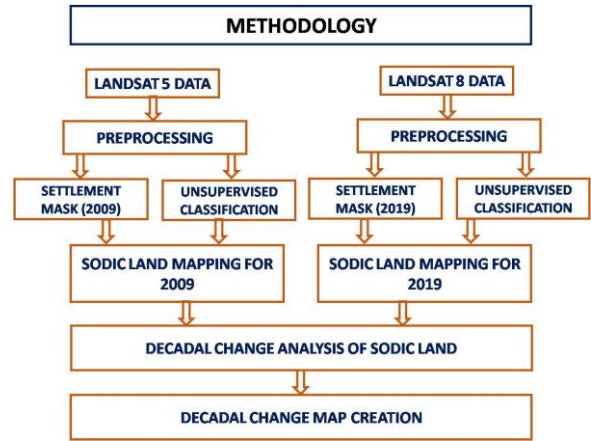 METHODOLOGY
LANDSAT 5 DATA
LANDSAT 8 DATA
PREPROCESSING
PREPROCESSING
SETTLEMENT
MASK (2009)
UNSUPERVISED
CLASSIFICATION
SETTLEMENT
MASK (2019)
UNSUPERVISED
CLASSIFICATION
SODIC LAND MAPPING FOR
2009
SODIC LAND MAPPING FOR
2019
DECADAL CHANGE ANALYSIS OF SODIC LAND
DECADAL CHANGE MAP CREATION